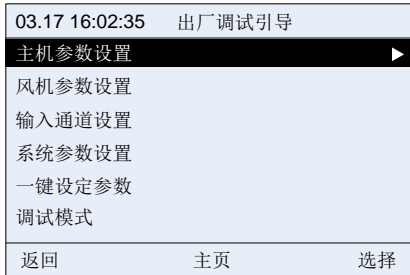 03.17 16:02:35 出厂调试引导
主机参数设置
风机参数设置
输入通道设置
系统参数设置
一键设定参数
调试模式
返回 主页 选择